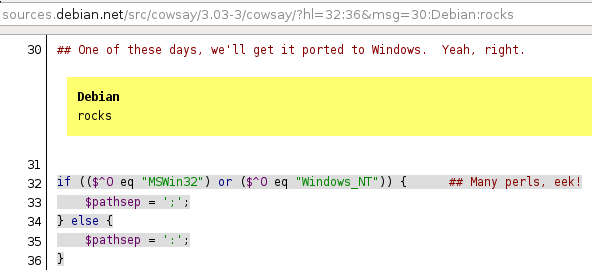 sources.debian.net/src/cowsay/3.03-3/cowsay/?hl=32:36&msg=30:Debian:rocks
30 ## One of these days, we'll get it ported to Windows.  Yeah, right.
Debian
rocks
31
32 if (($^O eq "MSWin32") or ($^O eq "Windows_NT")) {      ## Many perls, eek!
33     $pathsep = ';';
34 } else {
35     $pathsep = ':';
36 }